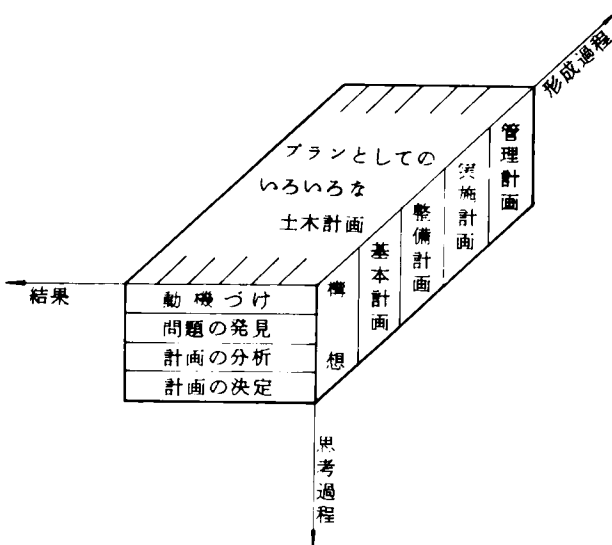 形成過程
プランとしての
いろいろな
土木計画
管理計画
実施計画
整備計画
基本計画
構想
結果
動機づけ
問題の発見
計画の分析
計画の決定
思考過程